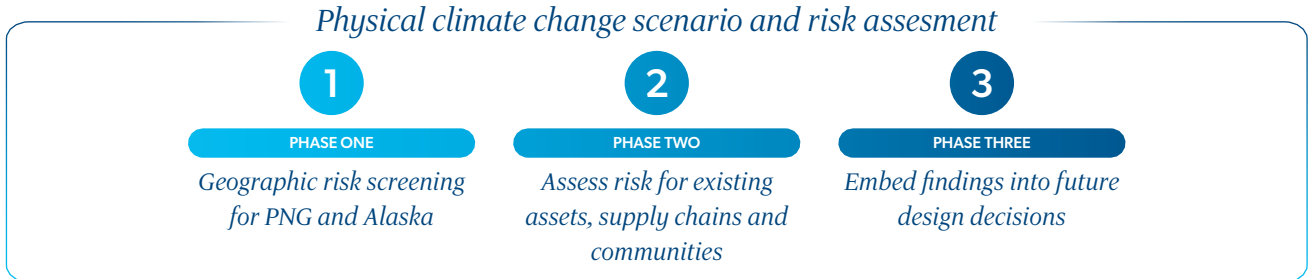 Physical climate change scenario and risk assesment
1
2
3
PHASE ONE
PHASE TWO
PHASE THREE
Geographic risk screening
for PNG and Alaska
Assess risk for existing
assets, supply chains and
communities
Embed findings into future
design decisions